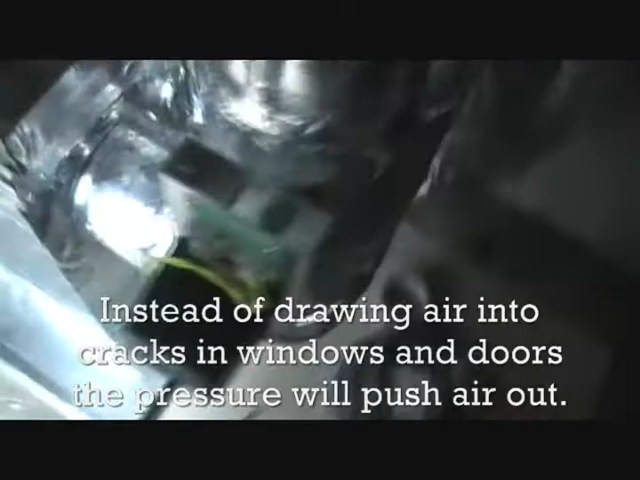 Instead of drawing air into
cracks in windows and doors
the pressure will push air out.